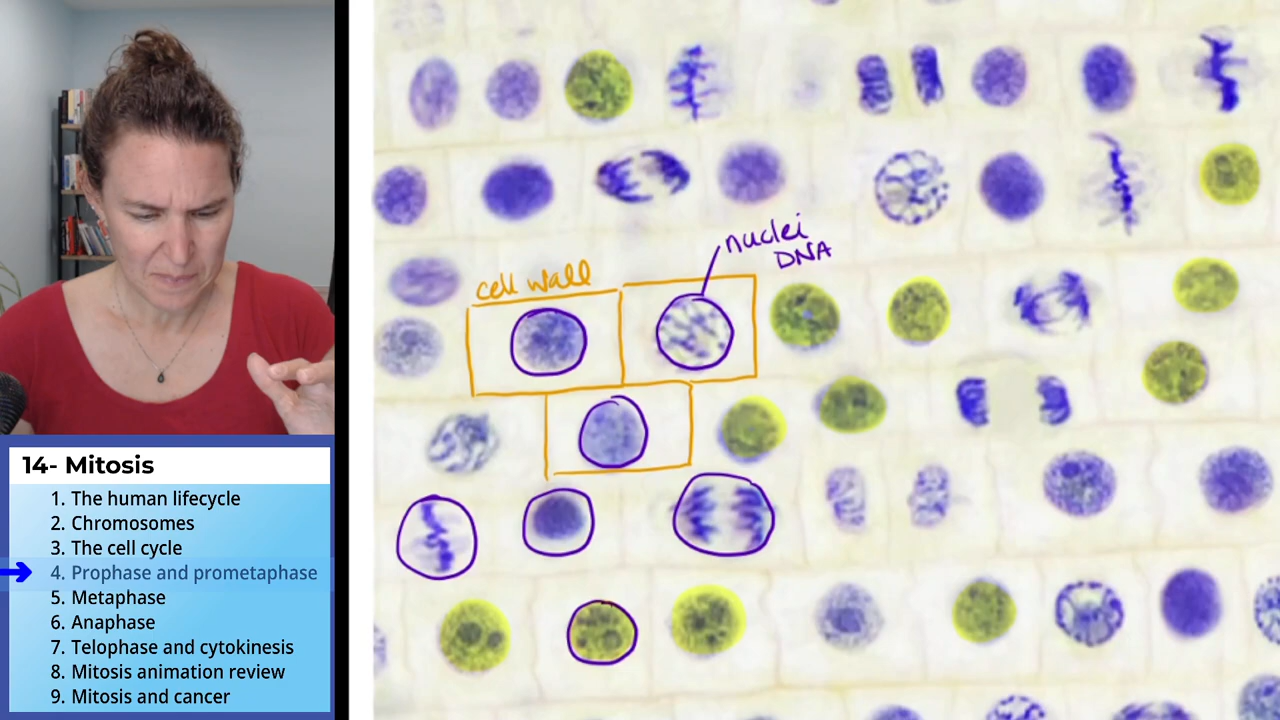 14- Mitosis
1. The human lifecycle
2. Chromosomes
3. The cell cycle
4. Prophase and prometaphase
5. Metaphase
6. Anaphase
7. Telophase and cytokinesis
8. Mitosis animation review
9. Mitosis and cancer
cell wall
nuclei
DNA